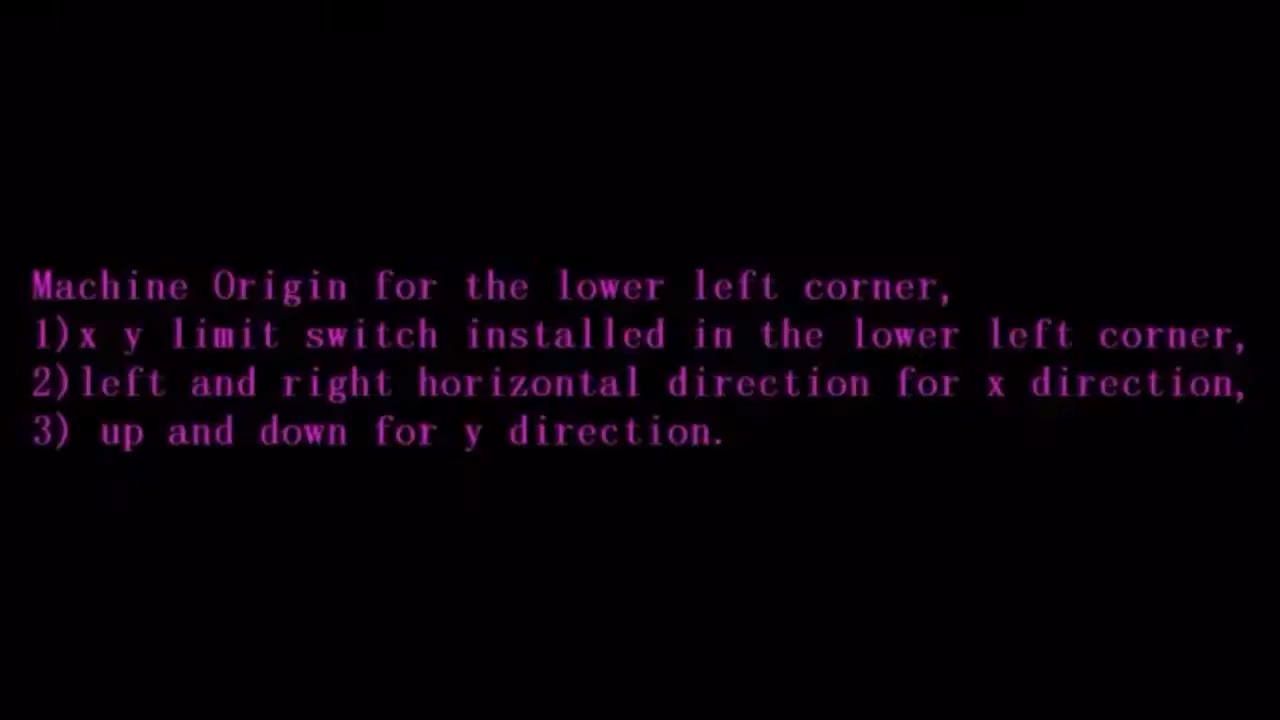 Machine Origin for the lower left corner,
1)x y limit switch installed in the lower left corner,
2)left and right horizontal direction for x direction,
3) up and down for y direction.